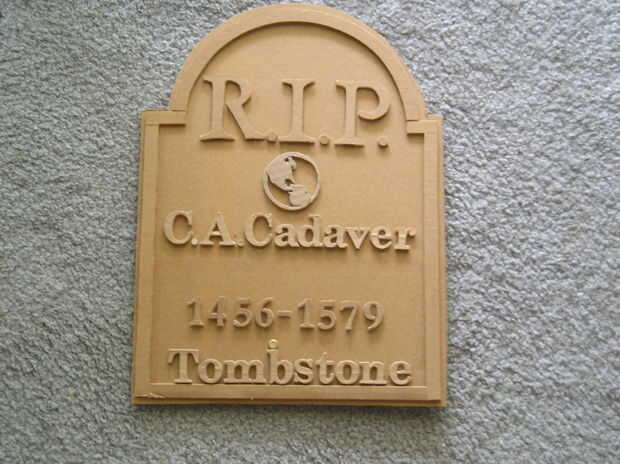 R.I.P.
C.A.Cadaver
1456-1579
Tombstone